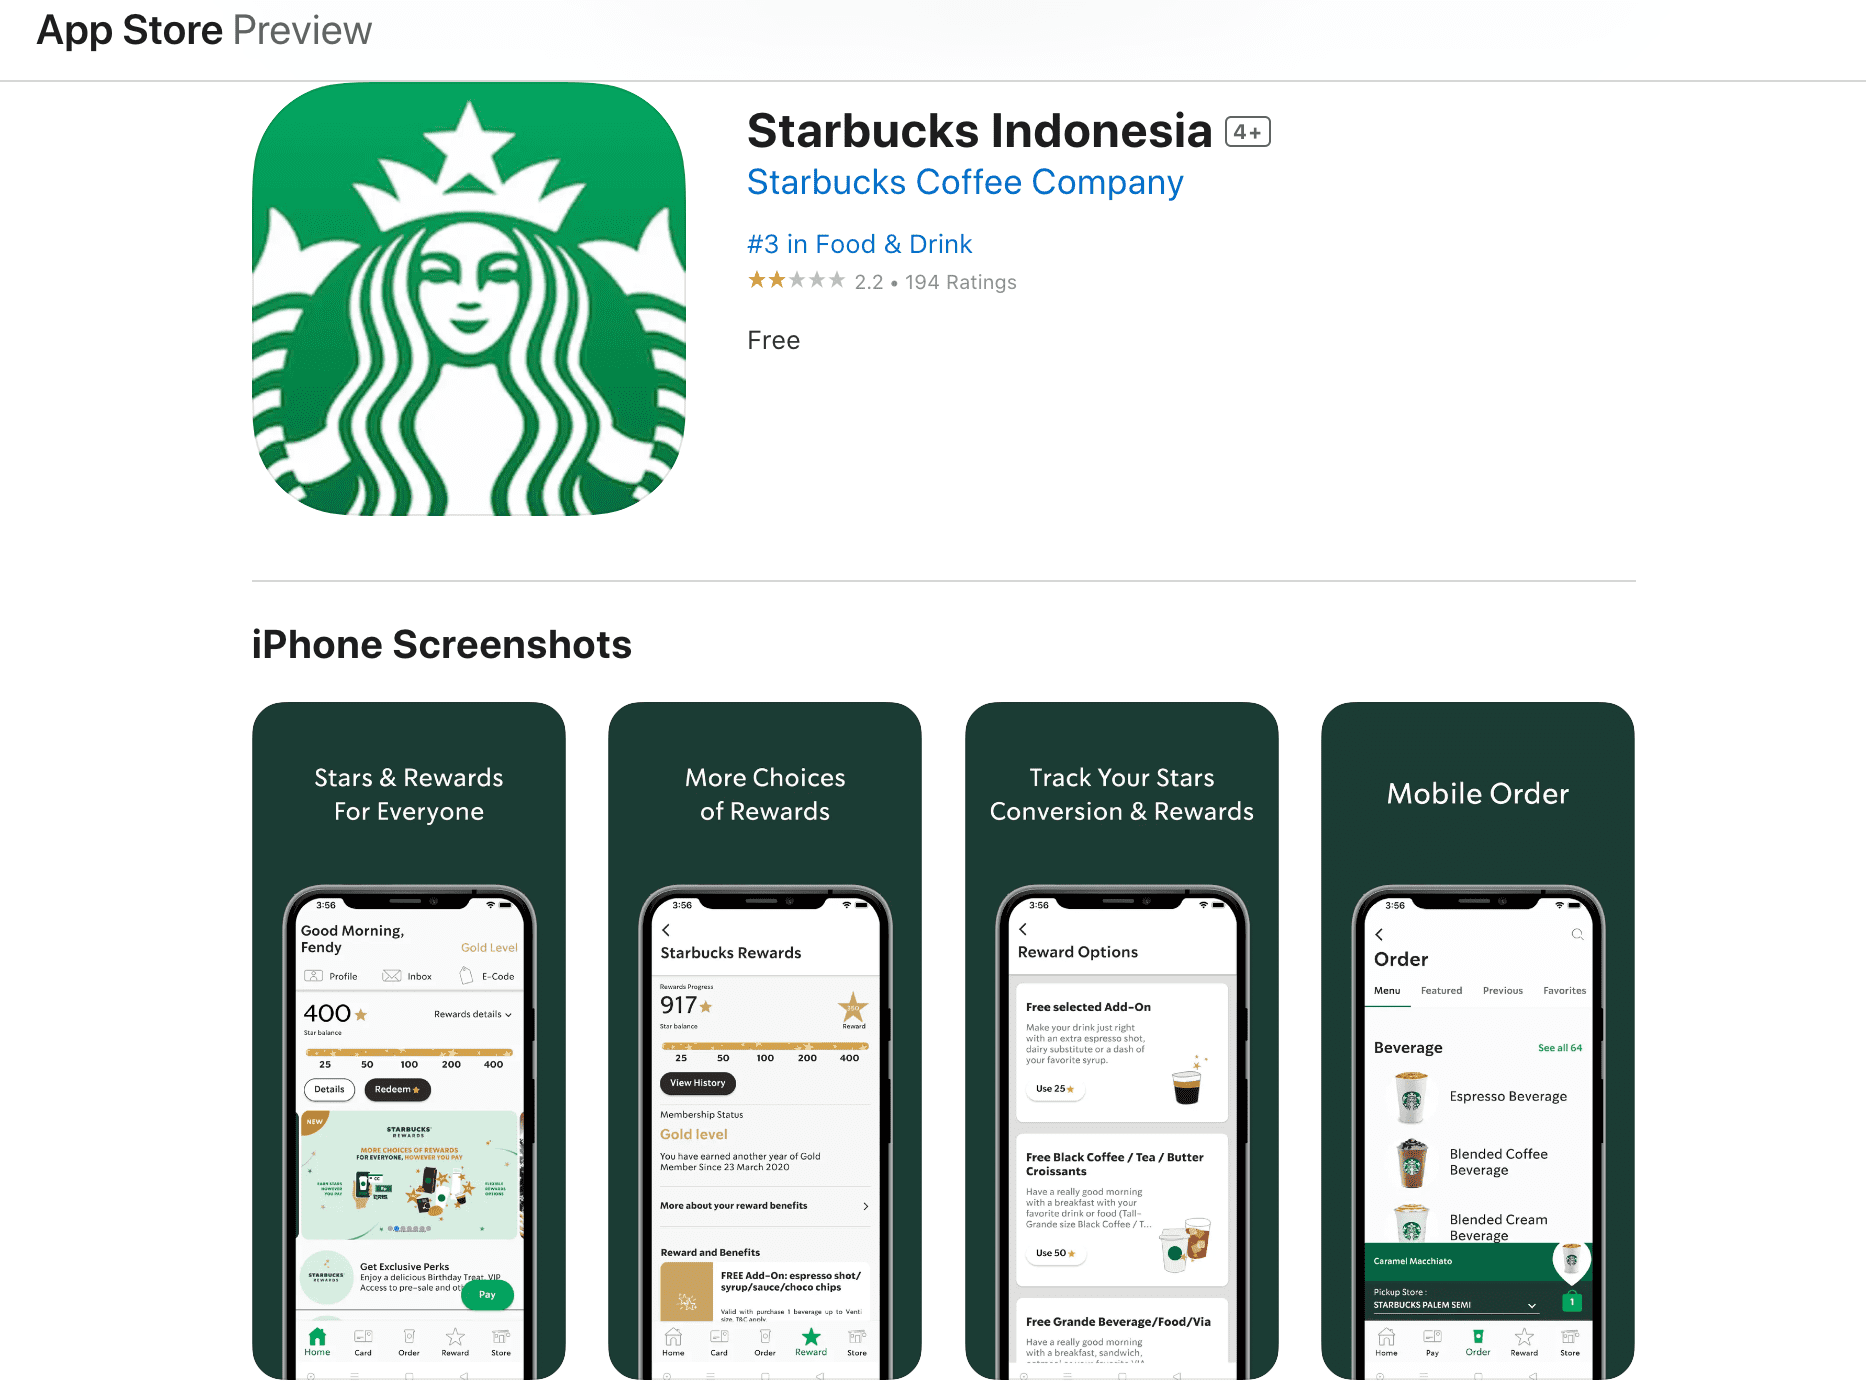 App Store Preview
Starbucks Indonesia 4+
Starbucks Coffee Company
#3 in Food & Drink
2.2 • 194 Ratings
Free
iPhone Screenshots
Stars & Rewards
For Everyone
3:56
Good Morning,
Fendy
Gold Level
Profile Inbox E-Code
400
Rewards details
Star balance
25 50 100 200 400
Details Redeem
NEW
STARBUCKS
REWARDS
MORE CHOICES OF REWARDS
FOR EVERYONE, HOWEVER YOU PAY
EARN STARS
HOWEVER
YOU PAY
FLEXIBLE
REWARDS
OPTIONS
STARBUCKS
REWARDS
Get Exclusive Perks
Enjoy a delicious Birthday Treat, VIP
Access to pre-sale and ot
Pay
Home Card Order Reward Store
More Choices
of Rewards
3:56
Starbucks Rewards
Rewards Progress
917
Star balance
Reward
25 50 100 200 400
View History
Membership Status
Gold level
You have earned another year of Gold
Member Since 23 March 2020
More about your reward benefits
Reward and Benefits
FREE Add-On: espresso shot/
syrup/sauce/choco chips
Valid with purchase 1 beverage up to Venti
size. T&C apply
Home Card Order Reward Store
Track Your Stars
Conversion & Rewards
3:56
Reward Options
Free selected Add-On
Make your drink just right
with an extra espresso shot,
dairy substitute or a dash of
your favorite syrup.
Use 25
Free Black Coffee / Tea / Butter
Croissants
Have a really good morning
with a breakfast with your
favorite drink or food (Tall-
Grande size Black Coffee / T...
Use 50
Free Grande Beverage/Food/Via
Have a really good morning
with a breakfast, sandwich,
Mobile Order
3:56
Order
Menu Featured Previous Favorites
Beverage
See all 64
Espresso Beverage
Blended Coffee
Beverage
Blended Cream
Beverage
Caramel Macchiato
Pickup Store :
STARBUCKS PALEM SEMI
1
Home Pay Order Reward Store